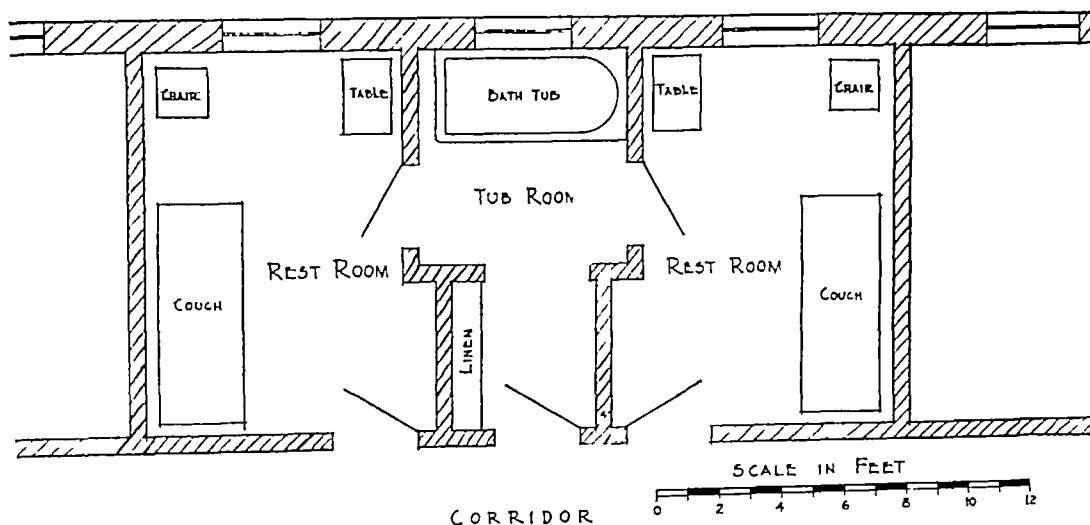 CHAIR
TABLE
BATH TUB
TABLE
CHAIR
TUB ROOM
REST ROOM
REST ROOM
COUCH
LINEN
COUCH
SCALE IN FEET
0 2 4 6 8 10 12
CORRIDOR